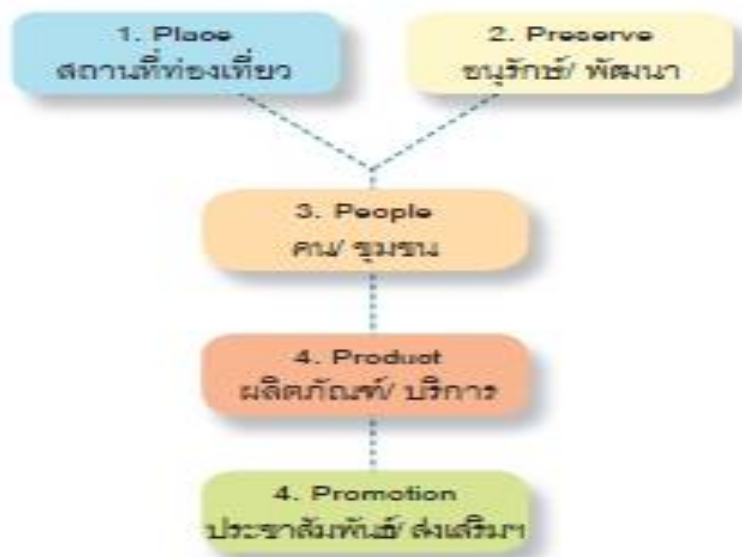 1. Place
สถานที่ท่องเที่ยว
2. Preserve
อนุรักษ์/ พัฒนา
3. People
คน/ ชุมชน
4. Product
ผลิตภัณฑ์/ บริการ
4. Promotion
ประชาสัมพันธ์/ ส่งเสริมฯ